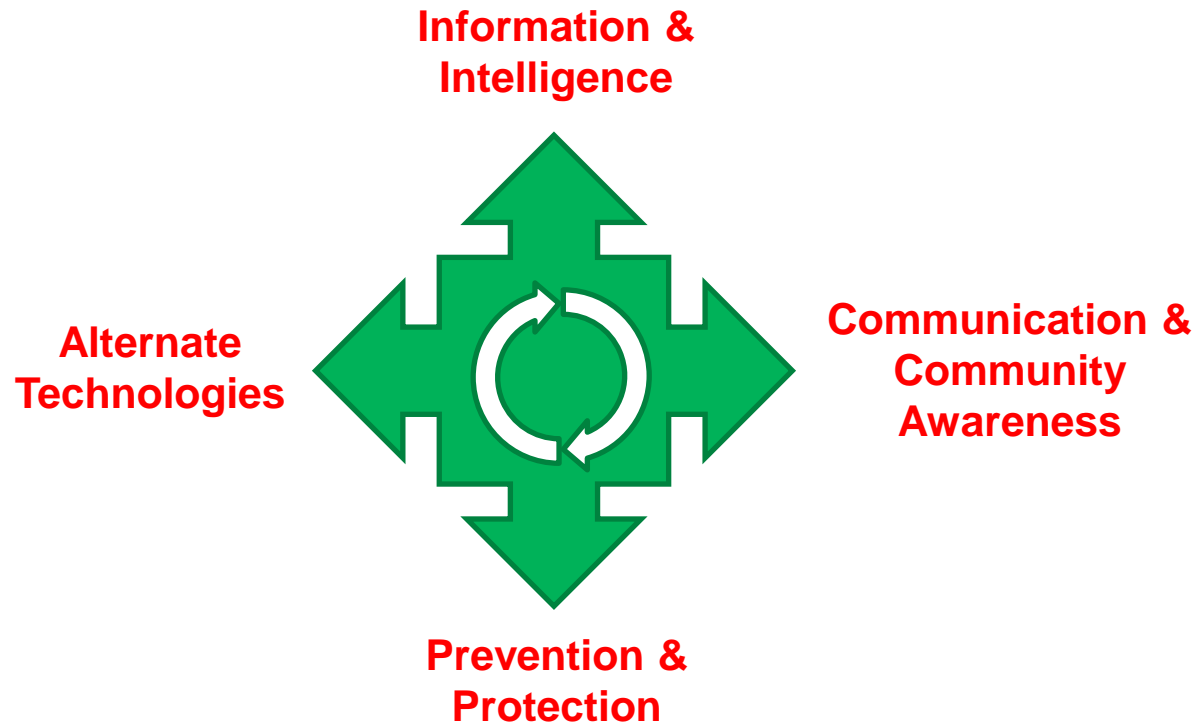 Information &
Intelligence
Alternate
Technologies
Communication &
Community
Awareness
Prevention &
Protection